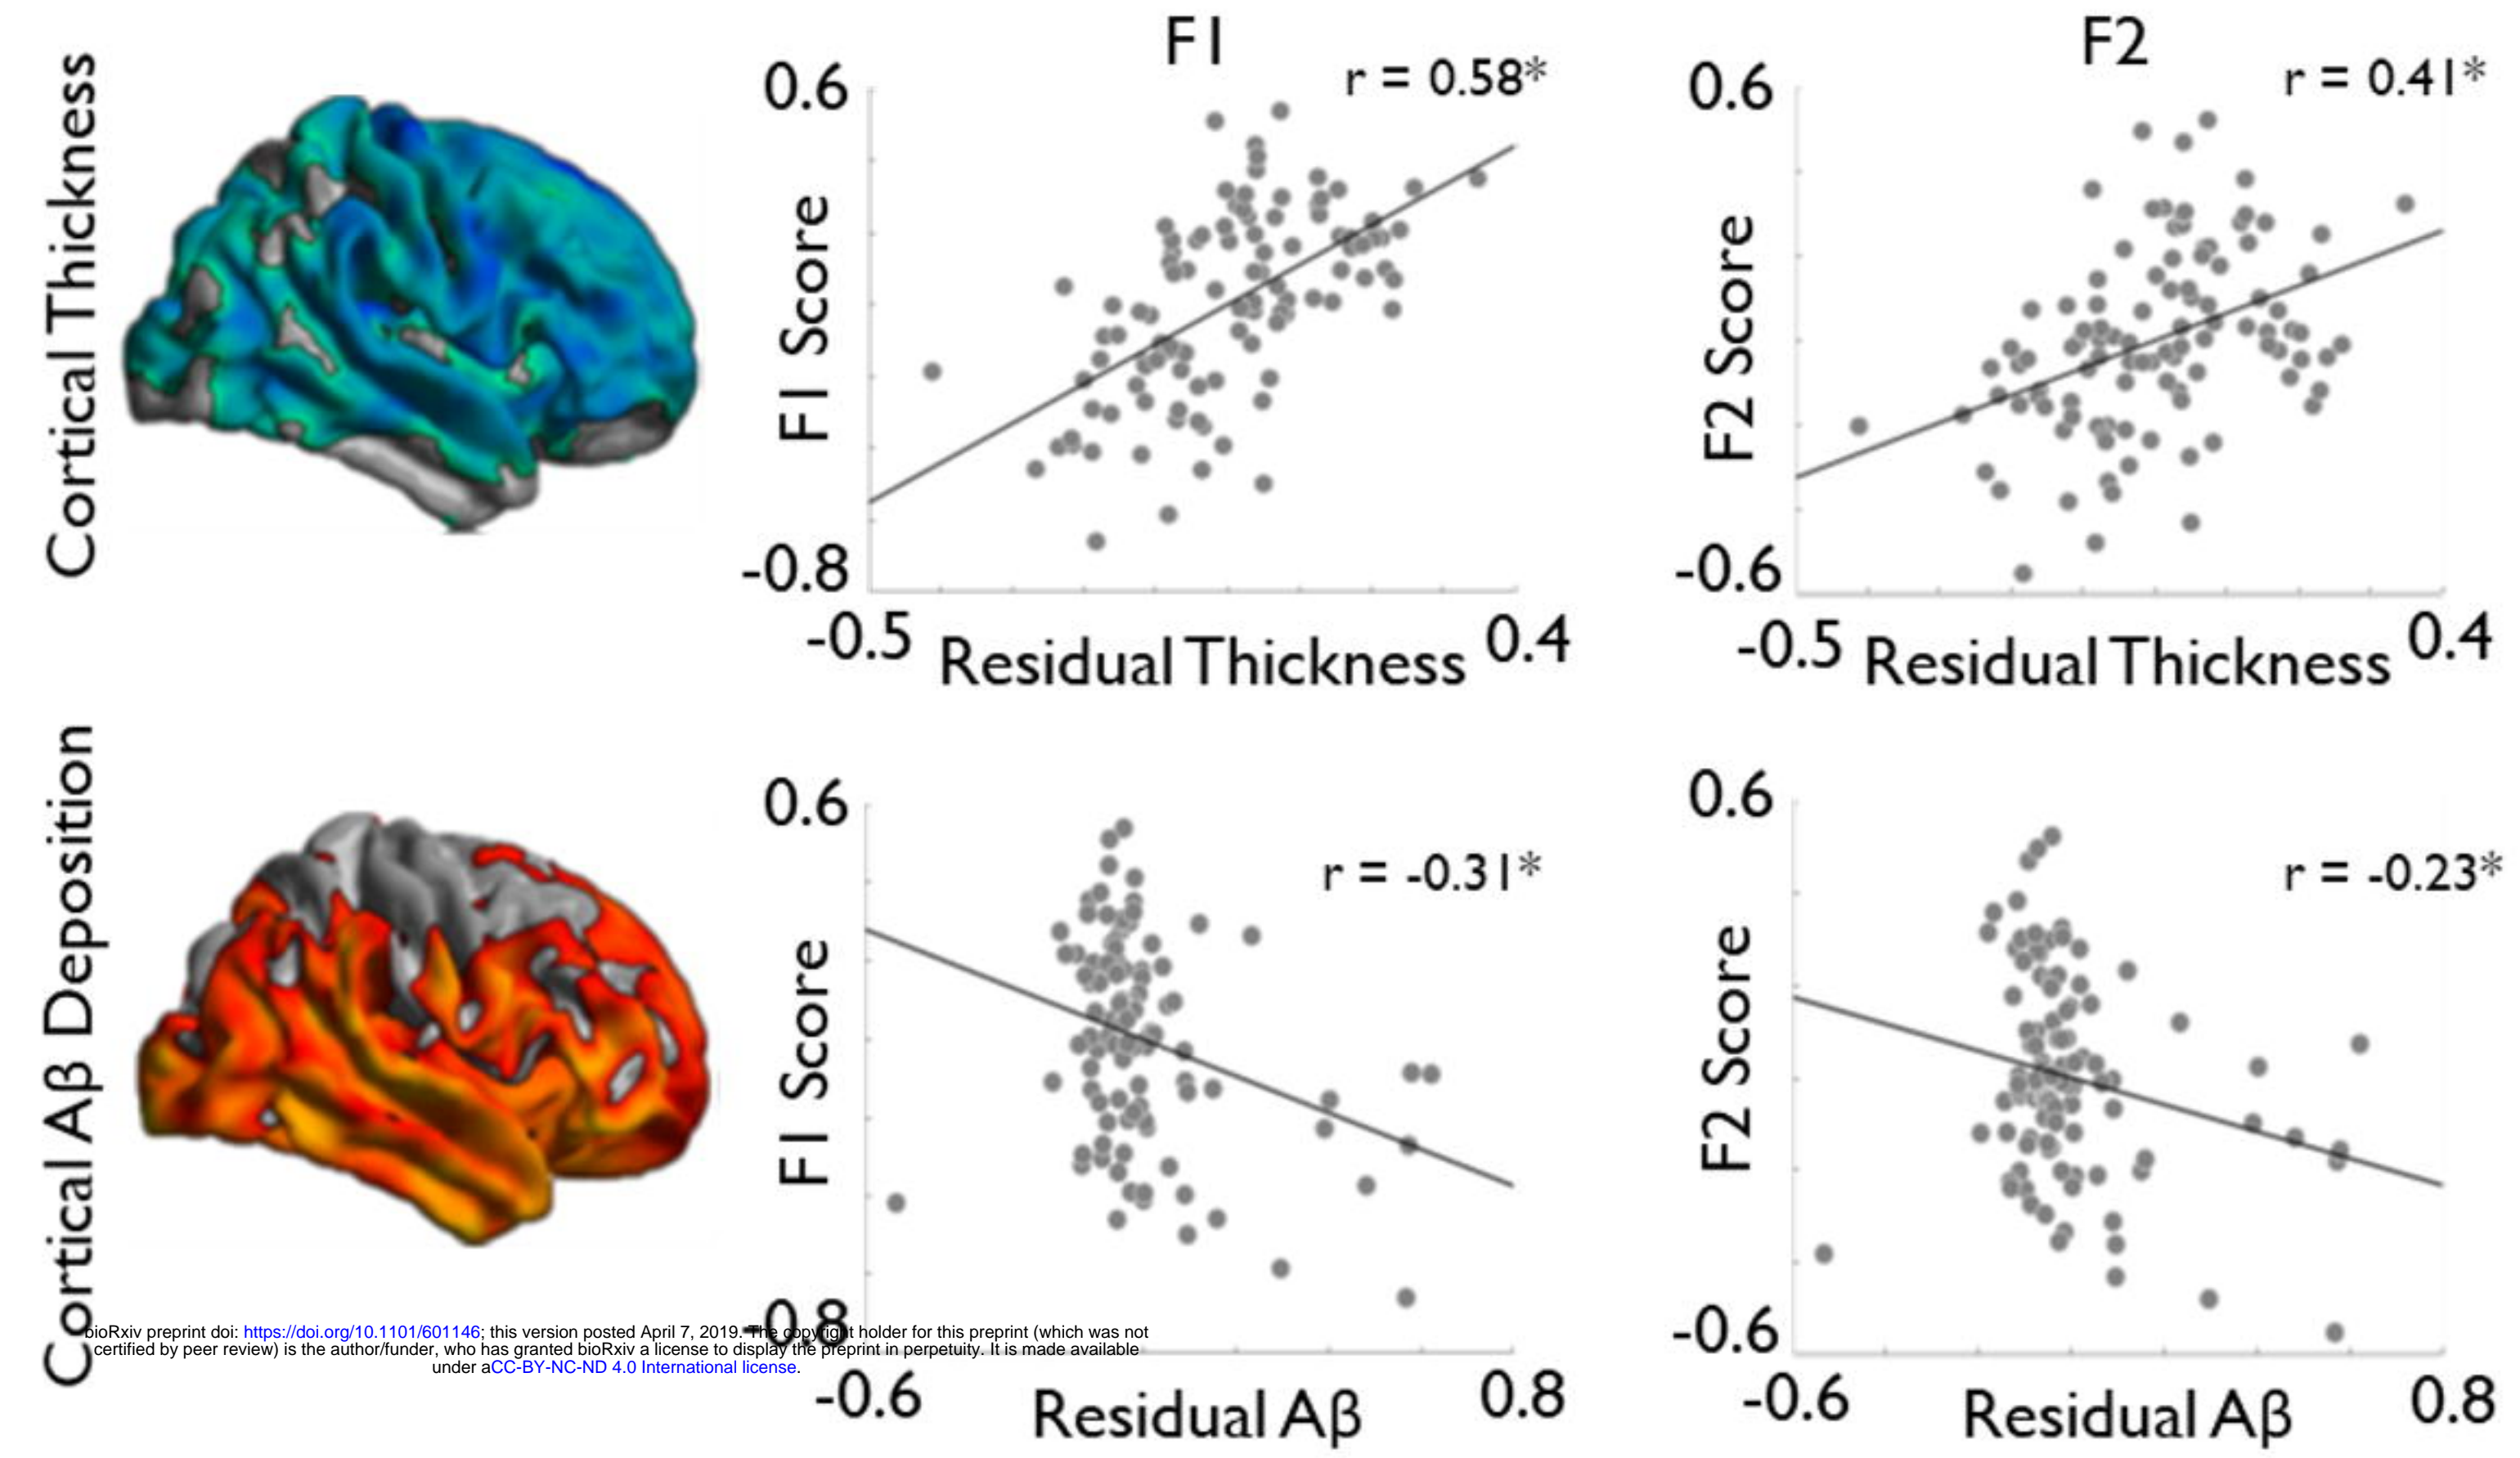 F1
F2
Cortical Thickness
0.6
r = 0.58*
F1 Score
-0.8
-0.5
Residual Thickness
0.4
0.6
r = 0.41*
F2 Score
-0.6
-0.5
Residual Thickness
0.4
Cortical Aβ Deposition
0.6
r = -0.31*
F1 Score
-0.8
-0.6
Residual Aβ
0.8
0.6
r = -0.23*
F2 Score
-0.6
-0.6
Residual Aβ
0.8
bioRxiv preprint doi: https://doi.org/10.1101/601146; this version posted April 7, 2019. The copyright holder for this preprint (which was not
certified by peer review) is the author/funder, who has granted bioRxiv a license to display the preprint in perpetuity. It is made available
under aCC-BY-NC-ND 4.0 International license.